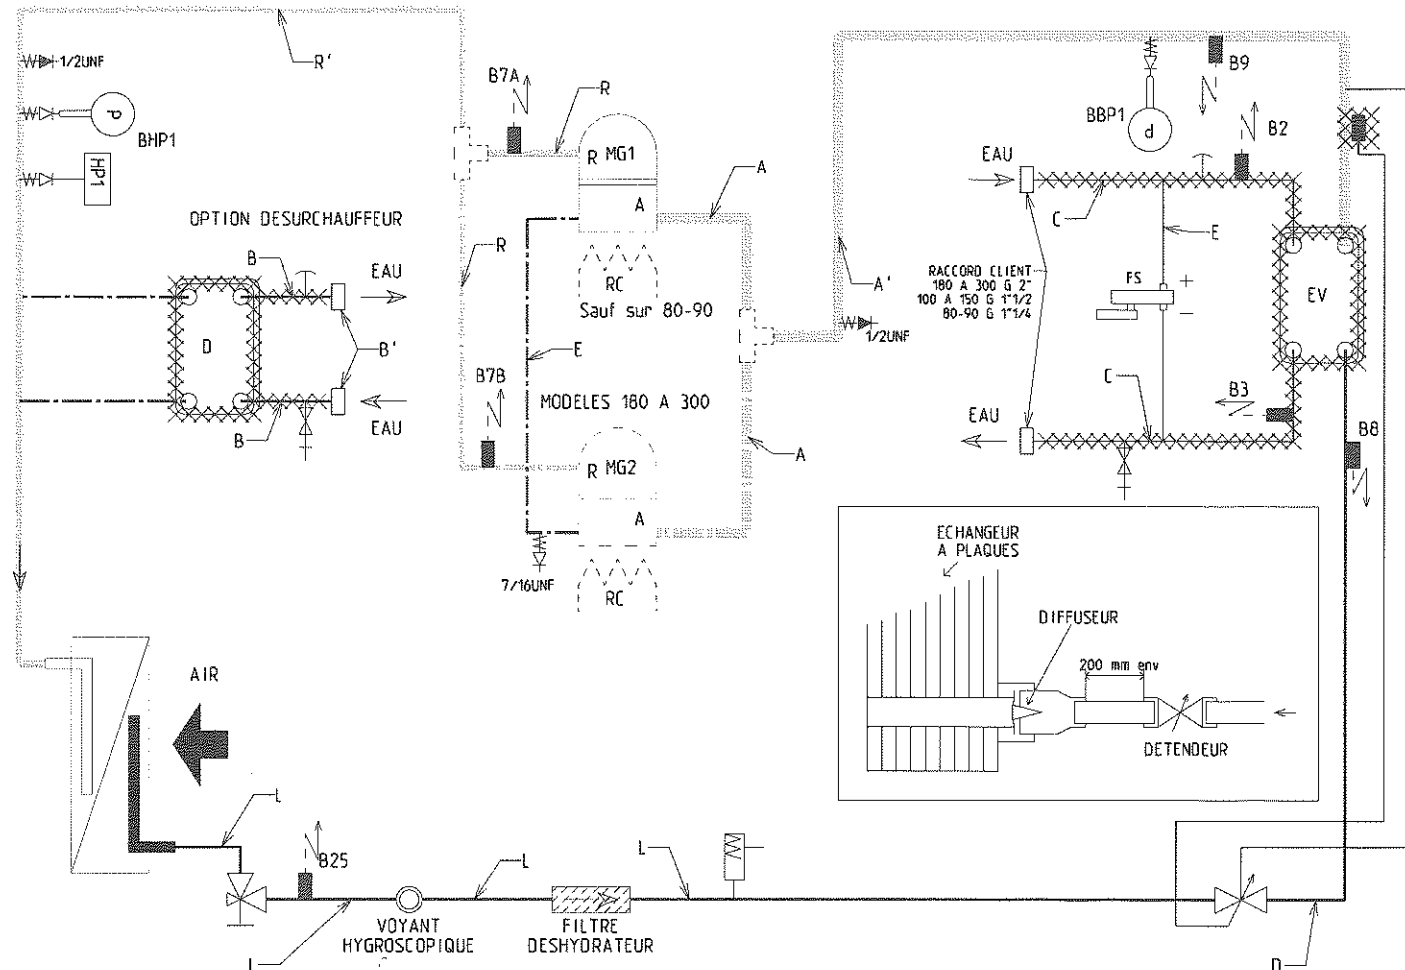 R'
1/2UNF
P
BHP1
HP1
OPTION DESURCHAUFFEUR
B
EAU
D
B'
B
EAU
B7A
R
R MG1
A
A
RC
Sauf sur 80-90
R
E
B7B
MODELES 180 A 300
R MG2
A
A
7/16UNF
RC
B9
BBP1
d
B2
EAU
C
E
A'
RACCORD CLIENT
180 A 300 G 2"
100 A 150 G 1"1/2
80-90 G 1"1/4
FS
+
-
EV
1/2UNF
C
B3
EAU
B8
ECHANGEUR
A PLAQUES
DIFFUSEUR
200 mm env
DETENDEUR
AIR
L
B25
L
L
VOYANT
HYGROSCOPIQUE
FILTRE
DESHYDRATEUR
L
D